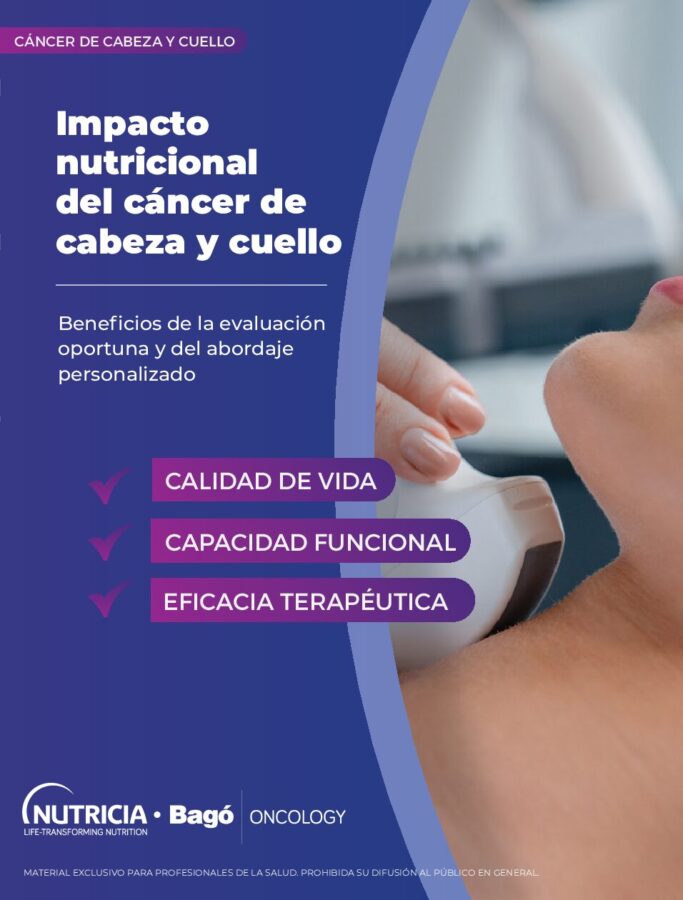 CÁNCER DE CABEZA Y CUELLO
Impacto
nutricional
del cáncer de
cabeza y cuello
Beneficios de la evaluación
oportuna y del abordaje
personalizado
CALIDAD DE VIDA
CAPACIDAD FUNCIONAL
EFICACIA TERAPÉUTICA
NUTRICIA • Bagó ONCOLOGY
LIFE-TRANSFORMING NUTRITION
MATERIAL EXCLUSIVO PARA PROFESIONALES DE LA SALUD. PROHIBIDA SU DIFUSIÓN AL PÚBLICO EN GENERAL.